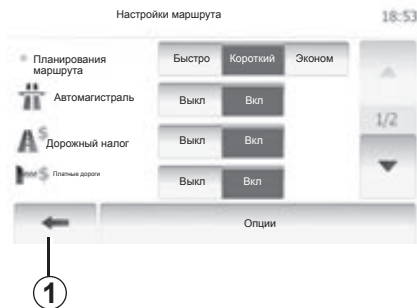 Настройки маршрута 18:53
Планирования маршрута Быстро Короткий Эконом
Автомагистраль Выкл Вкл
1/2
$ Дорожный налог Выкл Вкл
$ Платные дороги Выкл Вкл
Опции
1